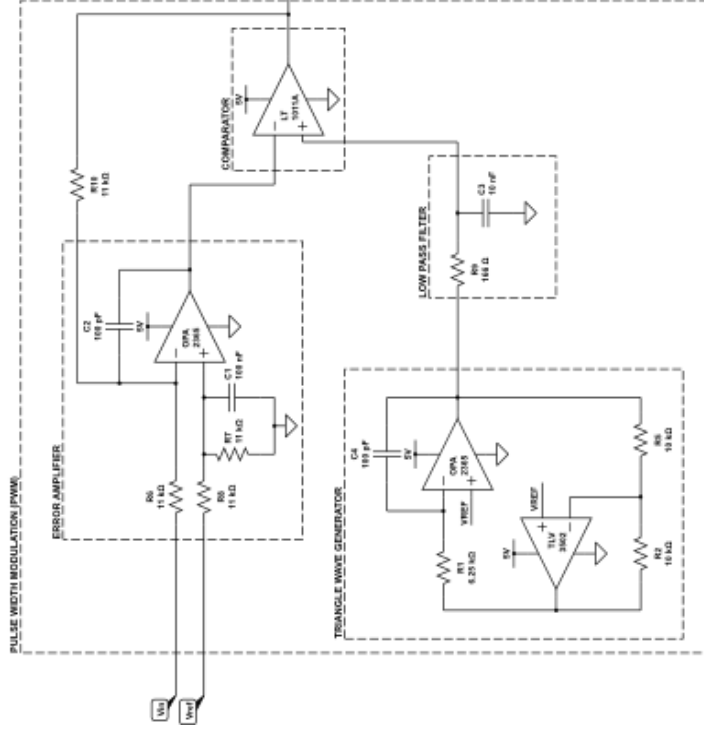 PULSE WIDTH MODULATION (PWM)
ERROR AMPLIFIER
R10
11 kΩ
C2
100 pF
5V
OPA
2365
R6
11 kΩ
R8
11 kΩ
R7
11 kΩ
C1
100 nF
Vin
Vref
COMPARATOR
5V
LT
1011A
LOW PASS FILTER
R9
166 Ω
C3
10 nF
TRIANGLE WAVE GENERATOR
C4
100 pF
5V
OPA
2365
VREF
R1
6.25 kΩ
5V
VREF
TLV
3502
R2
10 kΩ
R5
10 kΩ